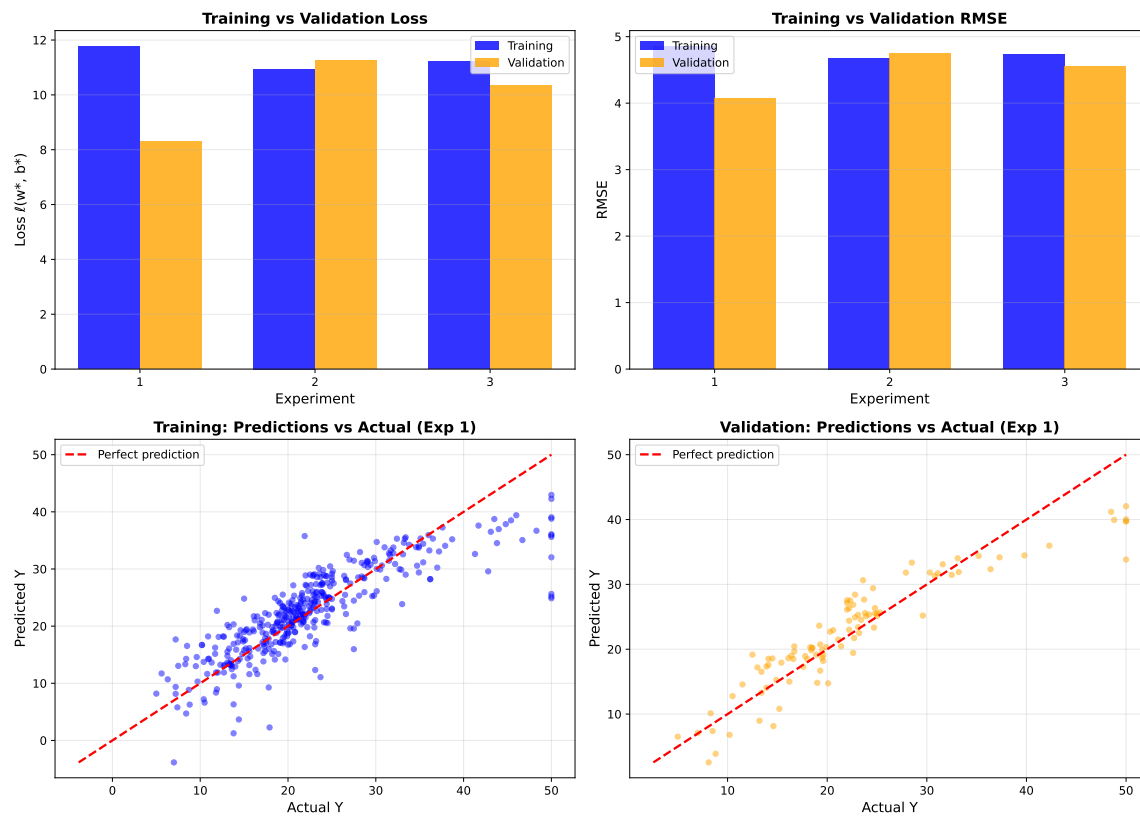 Training vs Validation Loss
Training
Validation
Loss ℓ(w*, b*)
12
10
8
6
4
2
0
1
2
3
Experiment
Training vs Validation RMSE
Training
Validation
RMSE
5
4
3
2
1
0
1
2
3
Experiment
Training: Predictions vs Actual (Exp 1)
Perfect prediction
Predicted Y
50
40
30
20
10
0
0
10
20
30
40
50
Actual Y
Validation: Predictions vs Actual (Exp 1)
Perfect prediction
Predicted Y
50
40
30
20
10
10
20
30
40
50
Actual Y